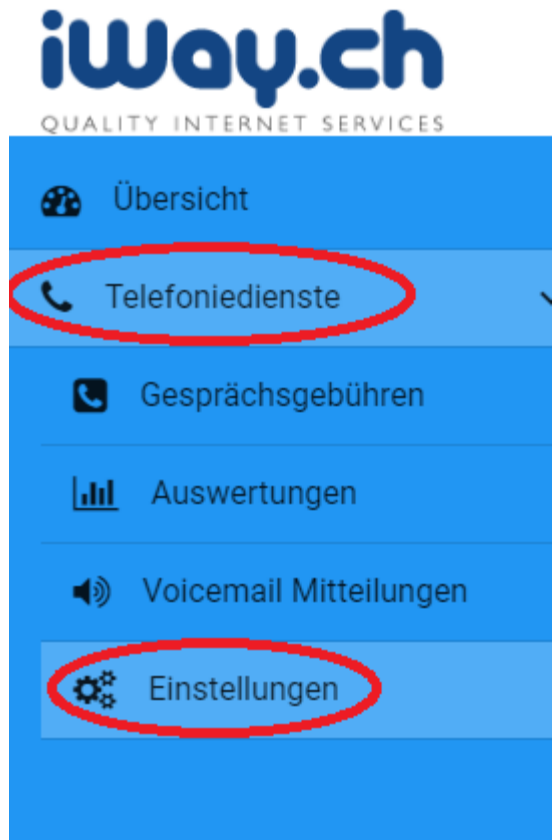 iway.ch
QUALITY INTERNET SERVICES
Übersicht
Telefoniedienste
Gesprächsgebühren
Auswertungen
Voicemail Mitteilungen
Einstellungen